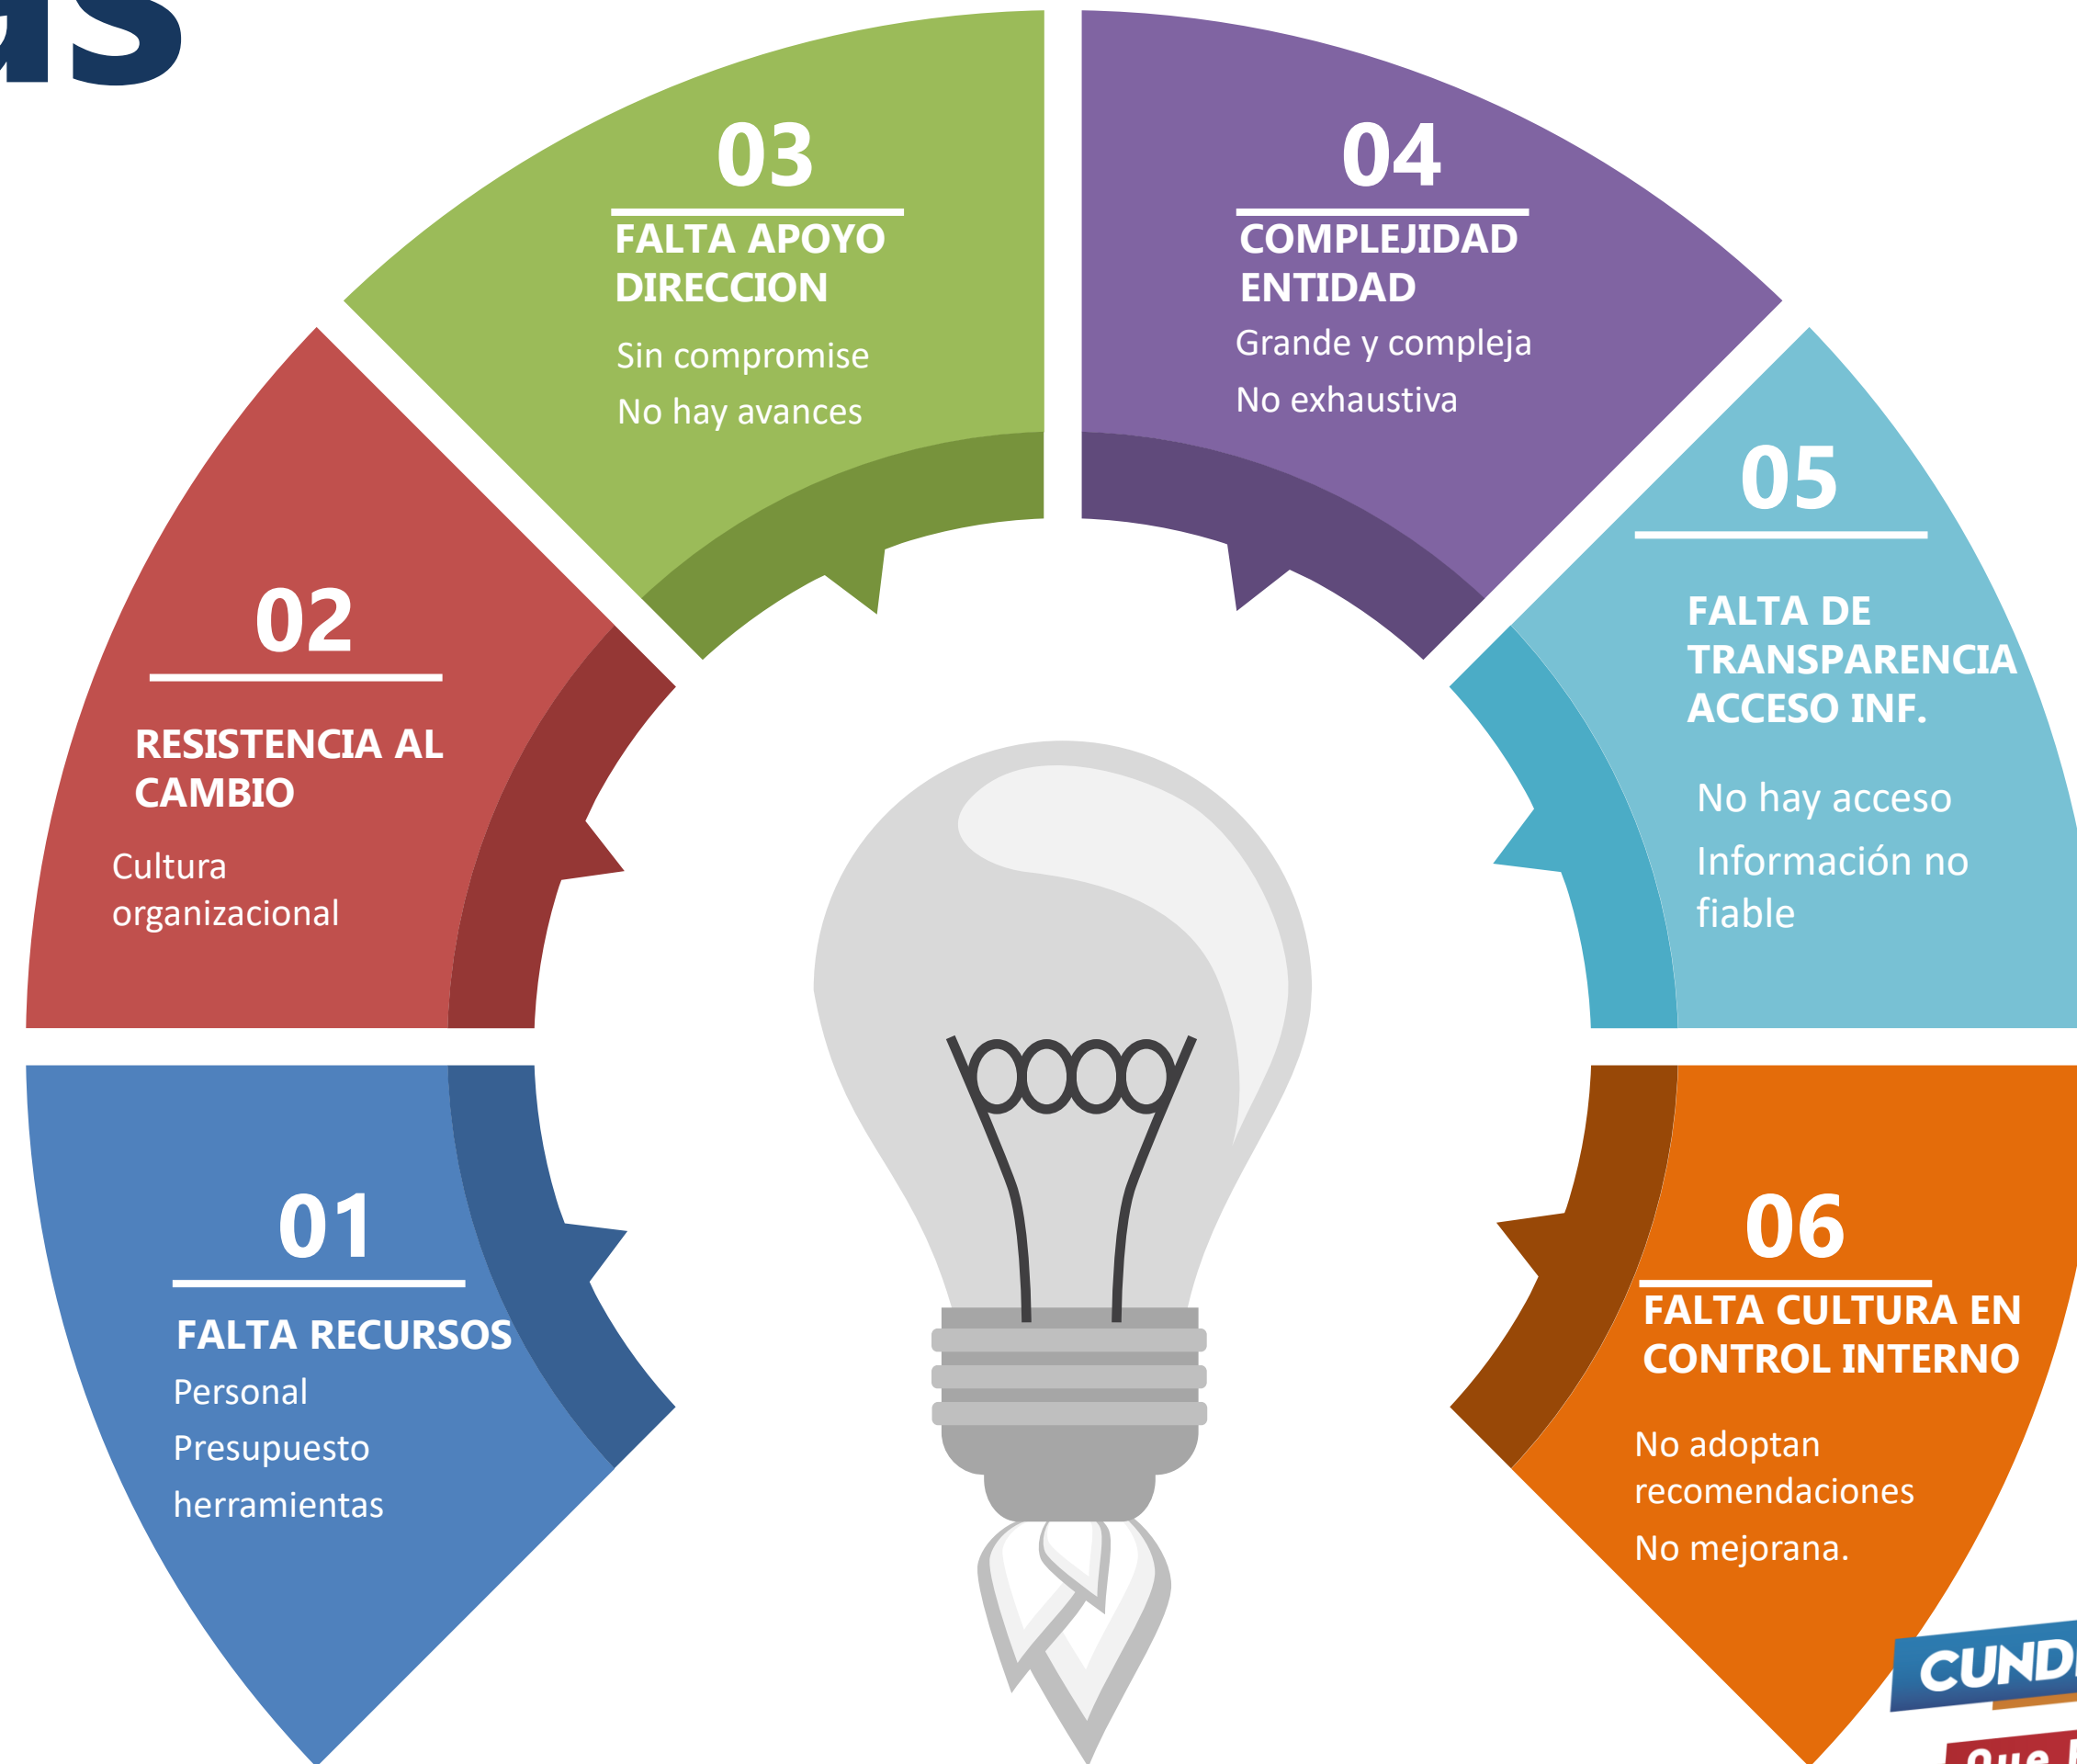 01
FALTA RECURSOS
Personal
Presupuesto
herramientas
02
RESISTENCIA AL
CAMBIO
Cultura
organizacional
03
FALTA APOYO
DIRECCION
Sin compromise
No hay avances
04
COMPLEJIDAD
ENTIDAD
Grande y compleja
No exhaustiva
05
FALTA DE
TRANSPARENCIA
ACCESO INF.
No hay acceso
Información no
fiable
06
FALTA CULTURA EN
CONTROL INTERNO
No adoptan
recomendaciones
No mejorana.